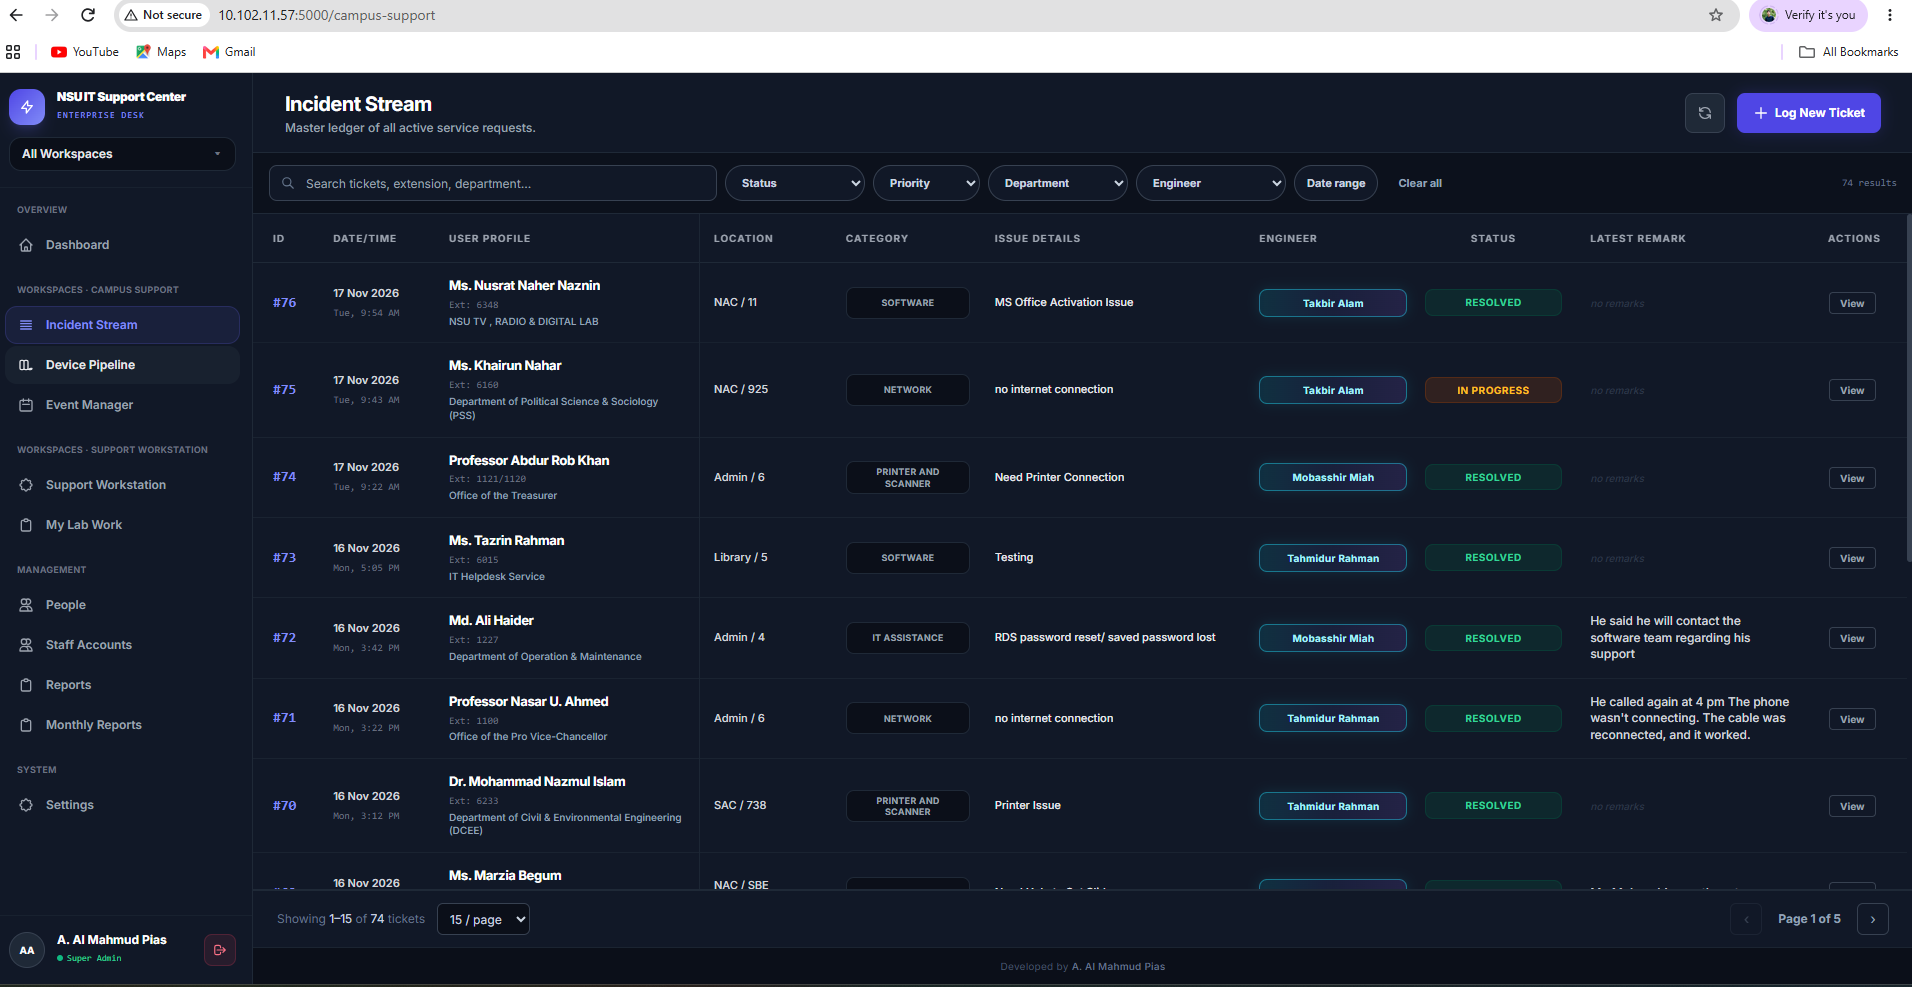 Not secure
10.102.11.57:5000/campus-support
Verify it's you
YouTube
Maps
Gmail
All Bookmarks
NSU IT Support Center
ENTERPRISE DESK
All Workspaces
OVERVIEW
Dashboard
WORKSPACES · CAMPUS SUPPORT
Incident Stream
Device Pipeline
Event Manager
WORKSPACES · SUPPORT WORKSTATION
Support Workstation
My Lab Work
MANAGEMENT
People
Staff Accounts
Reports
Monthly Reports
SYSTEM
Settings
AA
A. Al Mahmud Pias
Super Admin
Incident Stream
Master ledger of all active service requests.
Log New Ticket
Search tickets, extension, department...
Status
Priority
Department
Engineer
Date range
Clear all
74 results
ID DATE/TIME USER PROFILE LOCATION CATEGORY ISSUE DETAILS ENGINEER STATUS LATEST REMARK ACTIONS
#76
17 Nov 2026
Tue, 9:54 AM
Ms. Nusrat Naher Naznin
Ext: 6348
NSU TV , RADIO & DIGITAL LAB
NAC / 11
SOFTWARE
MS Office Activation Issue
Takbir Alam
RESOLVED
no remarks
View
#75
17 Nov 2026
Tue, 9:43 AM
Ms. Khairun Nahar
Ext: 6160
Department of Political Science & Sociology
(PSS)
NAC / 925
NETWORK
no internet connection
Takbir Alam
IN PROGRESS
no remarks
View
#74
17 Nov 2026
Tue, 9:22 AM
Professor Abdur Rob Khan
Ext: 1121/1120
Office of the Treasurer
Admin / 6
PRINTER AND
SCANNER
Need Printer Connection
Mobasshir Miah
RESOLVED
no remarks
View
#73
16 Nov 2026
Mon, 5:05 PM
Ms. Tazrin Rahman
Ext: 6015
IT Helpdesk Service
Library / 5
SOFTWARE
Testing
Tahmidur Rahman
RESOLVED
no remarks
View
#72
16 Nov 2026
Mon, 3:42 PM
Md. Ali Haider
Ext: 1227
Department of Operation & Maintenance
Admin / 4
IT ASSISTANCE
RDS password reset/ saved password lost
Mobasshir Miah
RESOLVED
He said he will contact the
software team regarding his
support
View
#71
16 Nov 2026
Mon, 3:22 PM
Professor Nasar U. Ahmed
Ext: 1100
Office of the Pro Vice-Chancellor
Admin / 6
NETWORK
no internet connection
Tahmidur Rahman
RESOLVED
He called again at 4 pm The phone
wasn't connecting. The cable was
reconnected, and it worked.
View
#70
16 Nov 2026
Mon, 3:12 PM
Dr. Mohammad Nazmul Islam
Ext: 6233
Department of Civil & Environmental Engineering
(DCEE)
SAC / 738
PRINTER AND
SCANNER
Printer Issue
Tahmidur Rahman
RESOLVED
no remarks
View
16 Nov 2026
Ms. Marzia Begum
NAC / SBE
Showing 1–15 of 74 tickets
15 / page
Page 1 of 5
Developed by A. Al Mahmud Pias